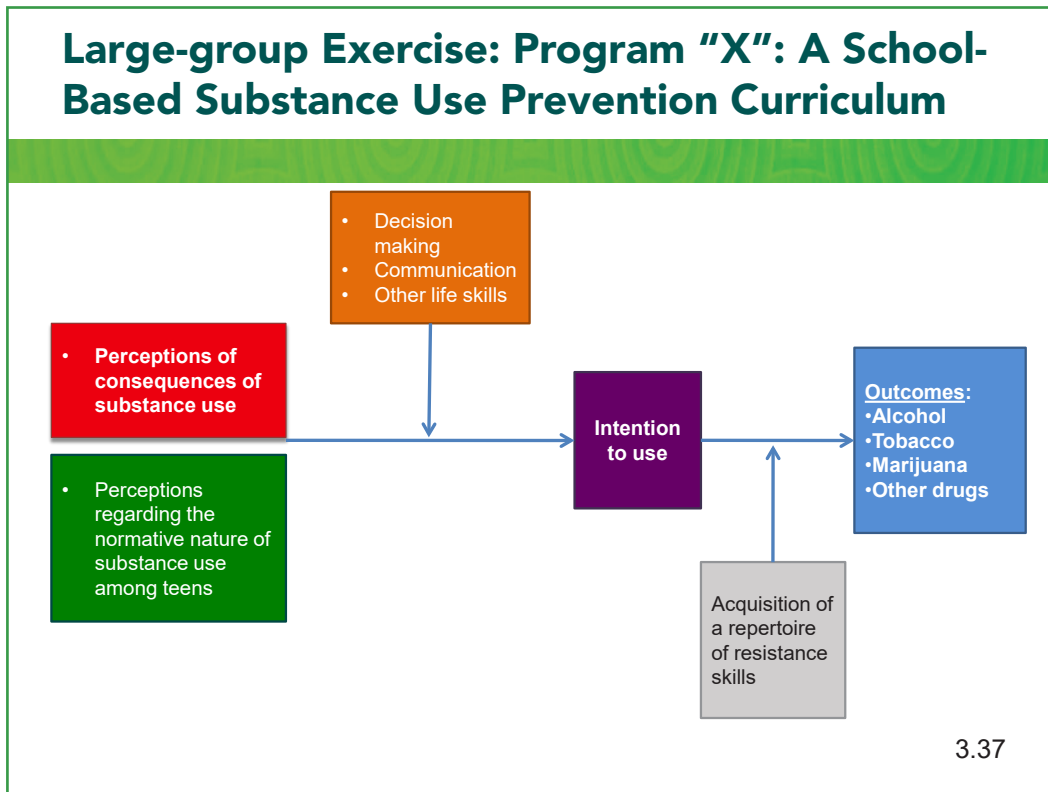 Large-group Exercise: Program “X”: A School-
Based Substance Use Prevention Curriculum
• Decision
making
• Communication
• Other life skills
• Perceptions of
consequences of
substance use
• Perceptions
regarding the
normative nature of
substance use
among teens
Intention
to use
Outcomes:
•Alcohol
•Tobacco
•Marijuana
•Other drugs
Acquisition of
a repertoire
of resistance
skills
3.37